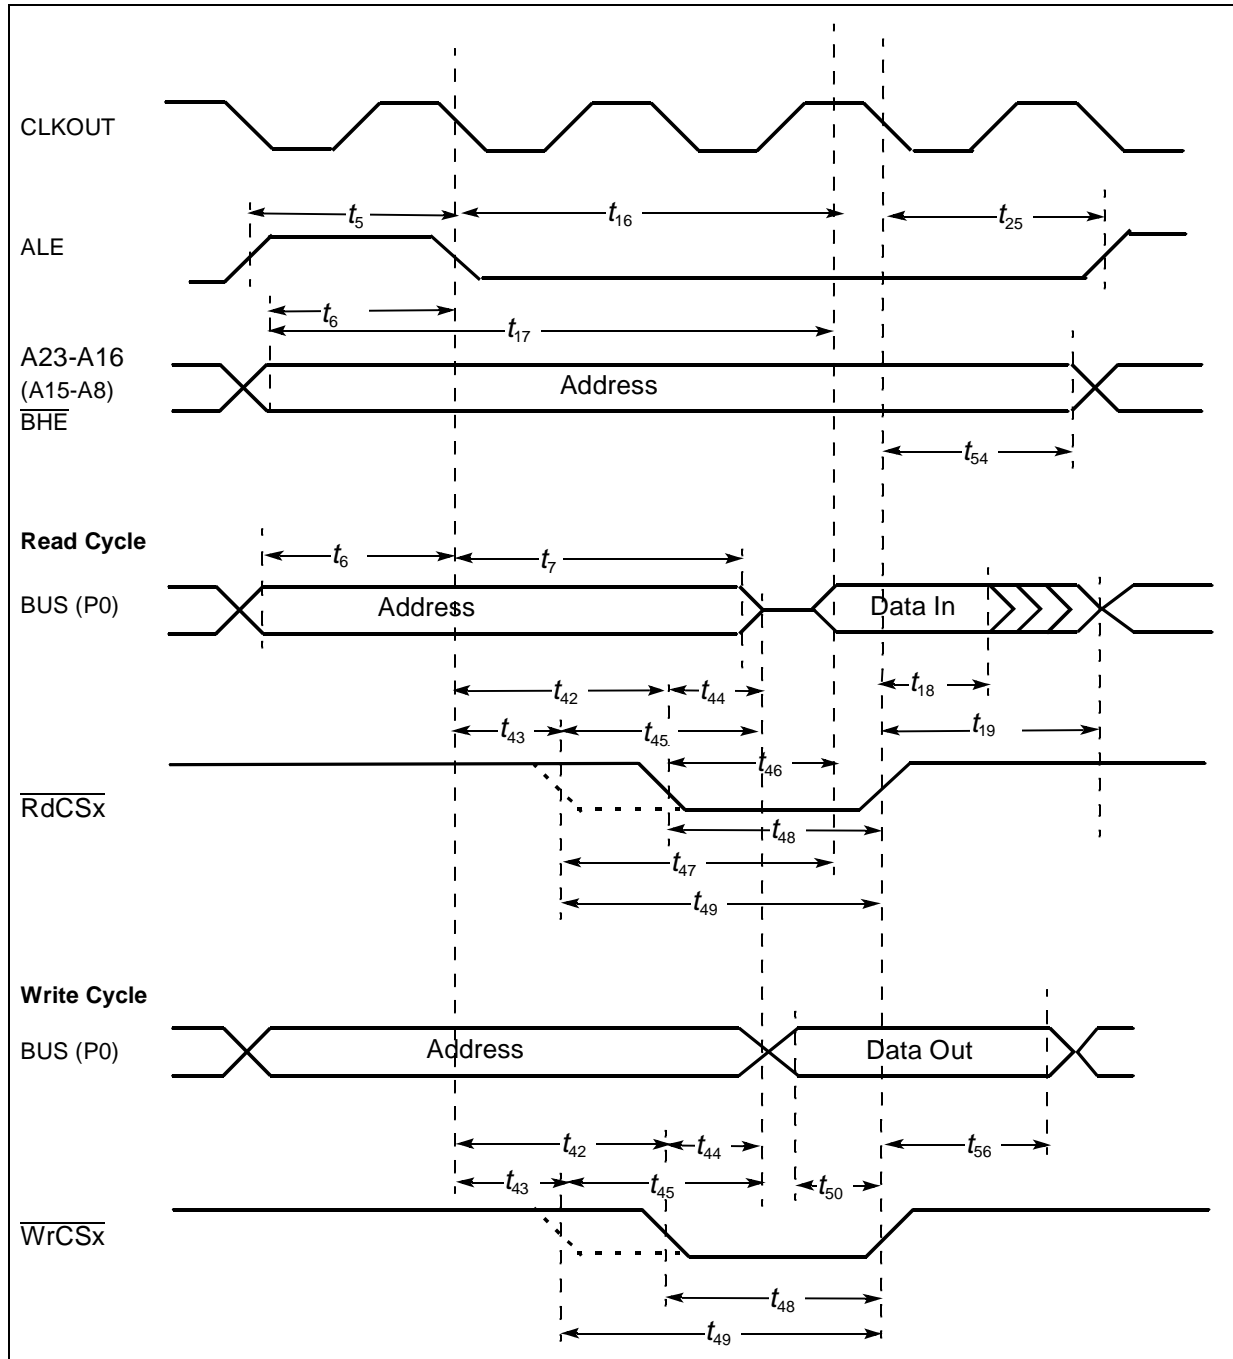 CLKOUT
t5 t16 t25
ALE
t6 t17
A23-A16
(A15-A8)
BHE
Address
t54
Read Cycle
t6 t7
BUS (P0) Address Data In
t42 t44 t18
t43 t45 t19
t46
RdCSx
t48
t47
t49
Write Cycle
BUS (P0) Address Data Out
t42 t44 t56
t43 t45 t50
WrCSx
t48
t49